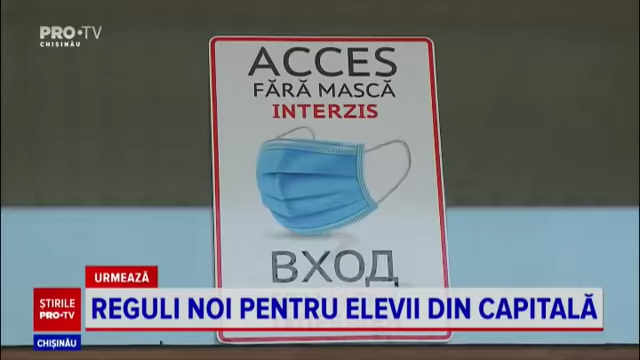 PRO TV
CHIȘINĂU
ACCES
FĂRĂ MASCĂ
INTERZIS
ВХОД
URMEAZĂ
ȘTIRILE
PRO TV
CHIȘINĂU
REGULI NOI PENTRU ELEVII DIN CAPITALĂ